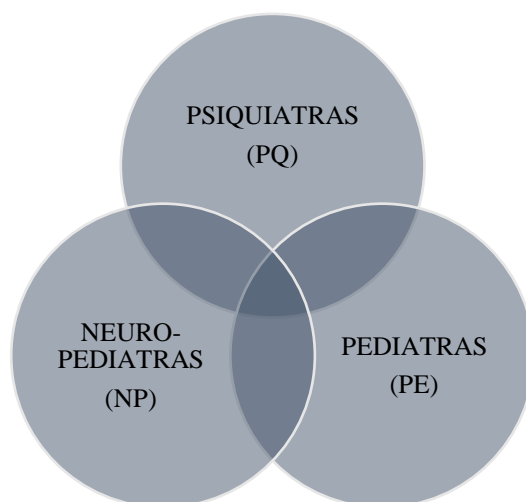 PSIQUIATRAS
(PQ)
NEURO-
PEDIATRAS
(NP)
PEDIATRAS
(PE)